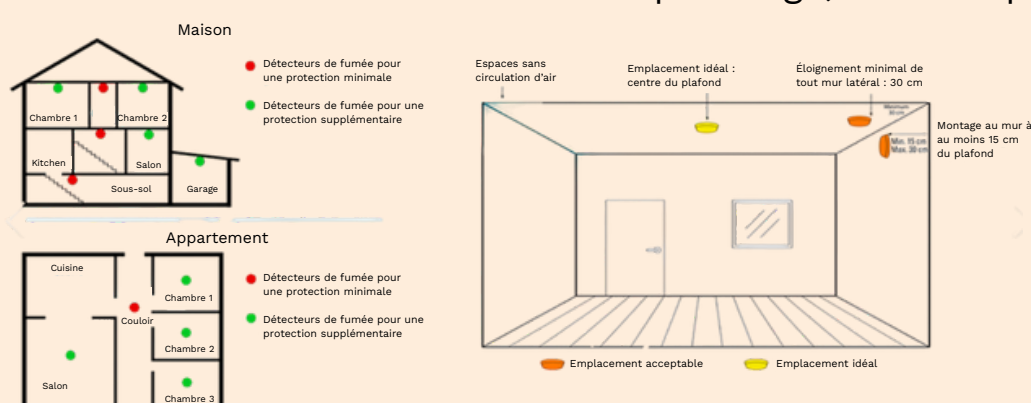 Maison
Détecteurs de fumée pour
une protection minimale
Détecteurs de fumée pour une
protection supplémentaire
Chambre 1
Chambre 2
Kitchen
Salon
Sous-sol
Garage
Appartement
Cuisine
Chambre 1
Couloir
Chambre 2
Salon
Chambre 3
Détecteurs de fumée pour
une protection minimale
Détecteurs de fumée pour une
protection supplémentaire
Espaces sans
circulation d'air
Emplacement idéal :
centre du plafond
Éloignement minimal de
tout mur latéral : 30 cm
Minimum
Min. 15 cm
Max. 30 cm
Montage au mur à
au moins 15 cm
du plafond
Emplacement acceptable
Emplacement idéal